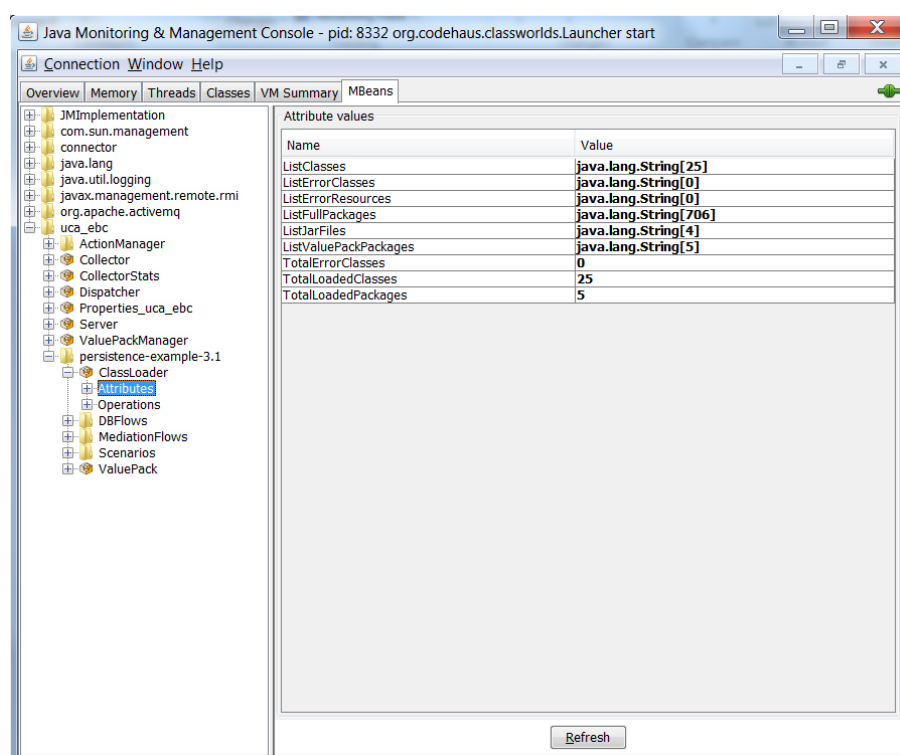 Java Monitoring & Management Console - pid: 8332 org.codehaus.classworlds.Launcher start
Connection Window Help
Overview Memory Threads Classes VM Summary MBeans
JMImplementation
com.sun.management
connector
java.lang
java.util.logging
javax.management.remote.rmi
org.apache.activemq
uca_ebc
ActionManager
Collector
CollectorStats
Dispatcher
Properties_uca_ebc
Server
ValuePackManager
persistence-example-3.1
ClassLoader
Attributes
Operations
DBFlows
MediationFlows
Scenarios
ValuePack
Attribute values
Name Value
ListClasses java.lang.String[25]
ListErrorClasses java.lang.String[0]
ListErrorResources java.lang.String[0]
ListFullPackages java.lang.String[706]
ListJarFiles java.lang.String[4]
ListValuePackPackages java.lang.String[5]
TotalErrorClasses 0
TotalLoadedClasses 25
TotalLoadedPackages 5
Refresh